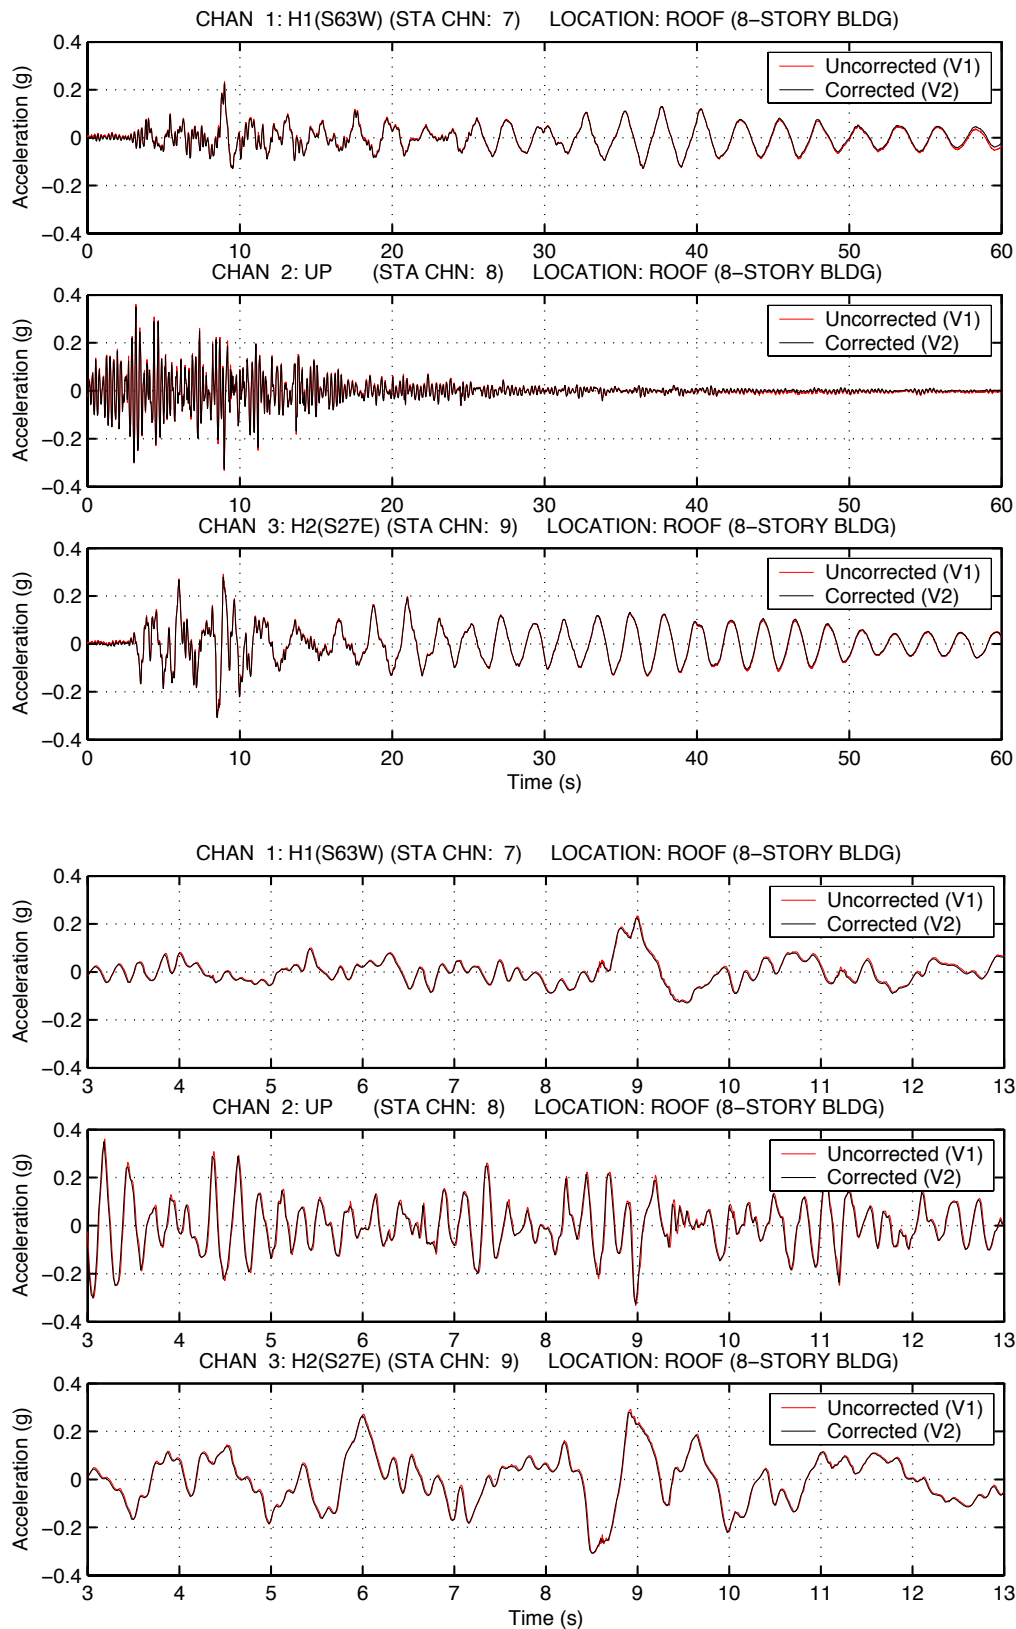 CHAN 1: H1(S63W) (STA CHN: 7) LOCATION: ROOF (8−STORY BLDG)
0.4
0.2
0
−0.2
−0.4
Acceleration (g)
Uncorrected (V1)
Corrected (V2)
0 10 20 30 40 50 60
CHAN 2: UP (STA CHN: 8) LOCATION: ROOF (8−STORY BLDG)
0.4
0.2
0
−0.2
−0.4
Acceleration (g)
Uncorrected (V1)
Corrected (V2)
0 10 20 30 40 50 60
CHAN 3: H2(S27E) (STA CHN: 9) LOCATION: ROOF (8−STORY BLDG)
0.4
0.2
0
−0.2
−0.4
Acceleration (g)
Uncorrected (V1)
Corrected (V2)
0 10 20 30 40 50 60
Time (s)
CHAN 1: H1(S63W) (STA CHN: 7) LOCATION: ROOF (8−STORY BLDG)
0.4
0.2
0
−0.2
−0.4
Acceleration (g)
Uncorrected (V1)
Corrected (V2)
3 4 5 6 7 8 9 10 11 12 13
CHAN 2: UP (STA CHN: 8) LOCATION: ROOF (8−STORY BLDG)
0.4
0.2
0
−0.2
−0.4
Acceleration (g)
Uncorrected (V1)
Corrected (V2)
3 4 5 6 7 8 9 10 11 12 13
CHAN 3: H2(S27E) (STA CHN: 9) LOCATION: ROOF (8−STORY BLDG)
0.4
0.2
0
−0.2
−0.4
Acceleration (g)
Uncorrected (V1)
Corrected (V2)
3 4 5 6 7 8 9 10 11 12 13
Time (s)